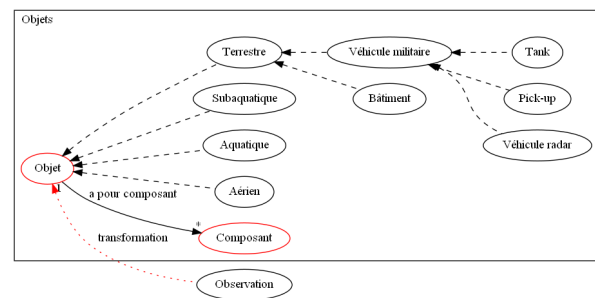 Objets
Terrestre
Véhicule militaire
Tank
Subaquatique
Bâtiment
Pick-up
Aquatique
Véhicule radar
Objet
1
a pour composant
Aérien
*
transformation
Composant
Observation